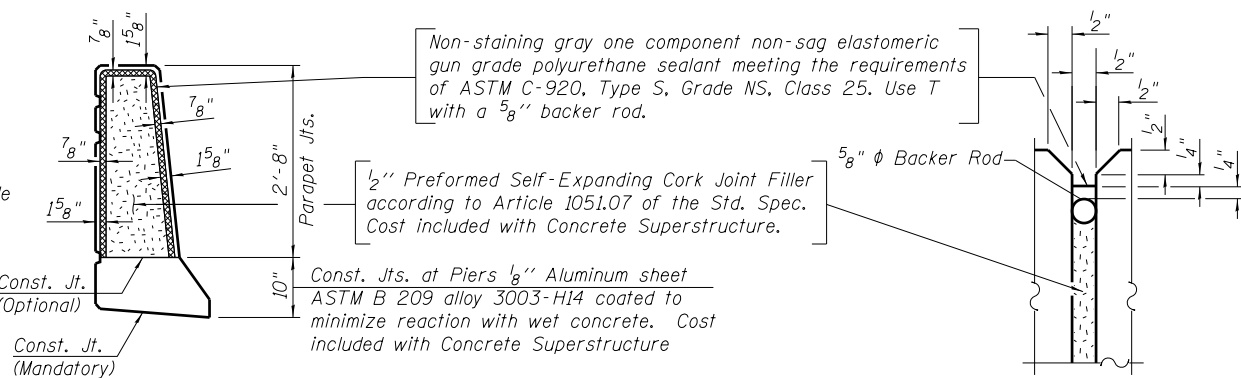 7/8"
1 5/8"
Non-staining gray one component non-sag elastomeric
gun grade polyurethane sealant meeting the requirements
of ASTM C-920, Type S, Grade NS, Class 25. Use T
with a 5/8" backer rod.
1/2"
1/2"
1/2"
1/2"
1/4"
1/4"
7/8"
7/8"
1 5/8"
1 5/8"
2'-8"
Parapet Jts.
5/8" ϕ Backer Rod
1/2" Preformed Self-Expanding Cork Joint Filler
according to Article 1051.07 of the Std. Spec.
Cost included with Concrete Superstructure.
Const. Jt.
(Optional)
10"
Const. Jts. at Piers 1/8" Aluminum sheet
ASTM B 209 alloy 3003-H14 coated to
minimize reaction with wet concrete. Cost
included with Concrete Superstructure
Const. Jt.
(Mandatory)